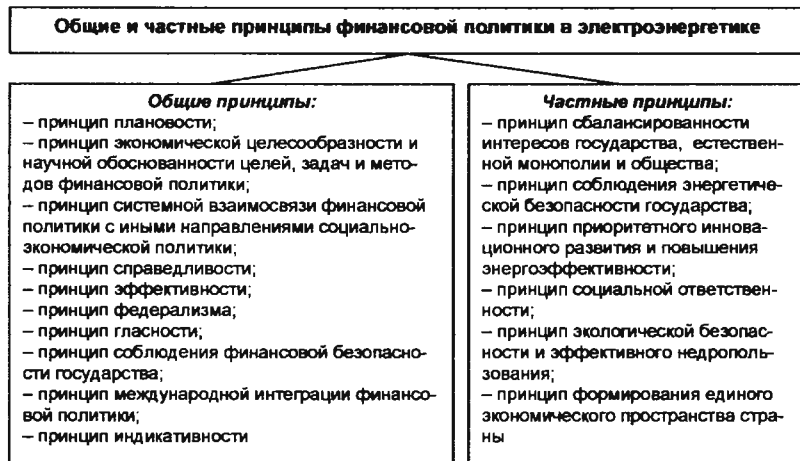 Общие и частные принципы финансовой политики в электроэнергетике
Общие принципы:
– принцип плановости;
– принцип экономической целесообразности и
научной обоснованности целей, задач и мето-
дов финансовой политики;
– принцип системной взаимосвязи финансовой
политики с иными направлениями социально-
экономической политики;
– принцип справедливости;
– принцип эффективности;
– принцип федерализма;
– принцип гласности;
– принцип соблюдения финансовой безопасно-
сти государства;
– принцип международной интеграции финансо-
вой политики;
– принцип индикативности
Частные принципы:
– принцип сбалансированности
интересов государства, естествен-
ной монополии и общества;
– принцип соблюдения энергетиче-
ской безопасности государства;
– принцип приоритетного иннова-
ционного развития и повышения
энергоэффективности;
– принцип социальной ответствен-
ности;
– принцип экологической безопас-
ности и эффективного недрополь-
зования;
– принцип формирования единого
экономического пространства стра-
ны